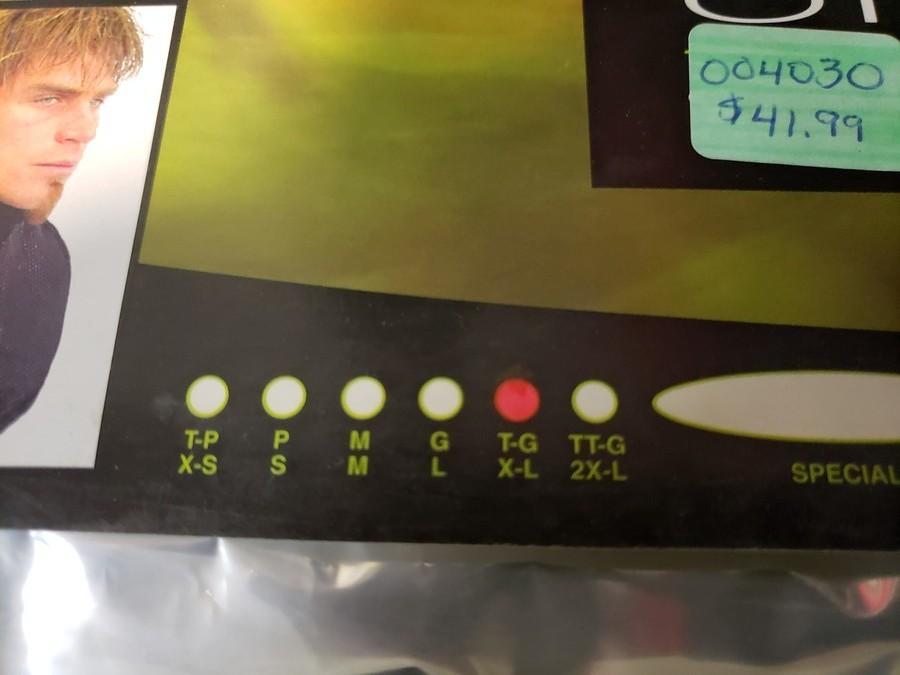 004030
$41.99
T-P P M G T-G TT-G
X-S S M L X-L 2X-L
SPECIAL